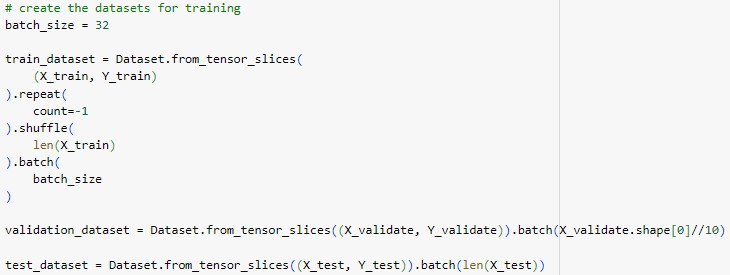 # create the datasets for training
batch_size = 32
train_dataset = Dataset.from_tensor_slices(
(X_train, Y_train)
).repeat(
count=-1
).shuffle(
len(X_train)
).batch(
batch_size
)
validation_dataset = Dataset.from_tensor_slices((X_validate, Y_validate)).batch(X_validate.shape[0]//10)
test_dataset = Dataset.from_tensor_slices((X_test, Y_test)).batch(len(X_test))